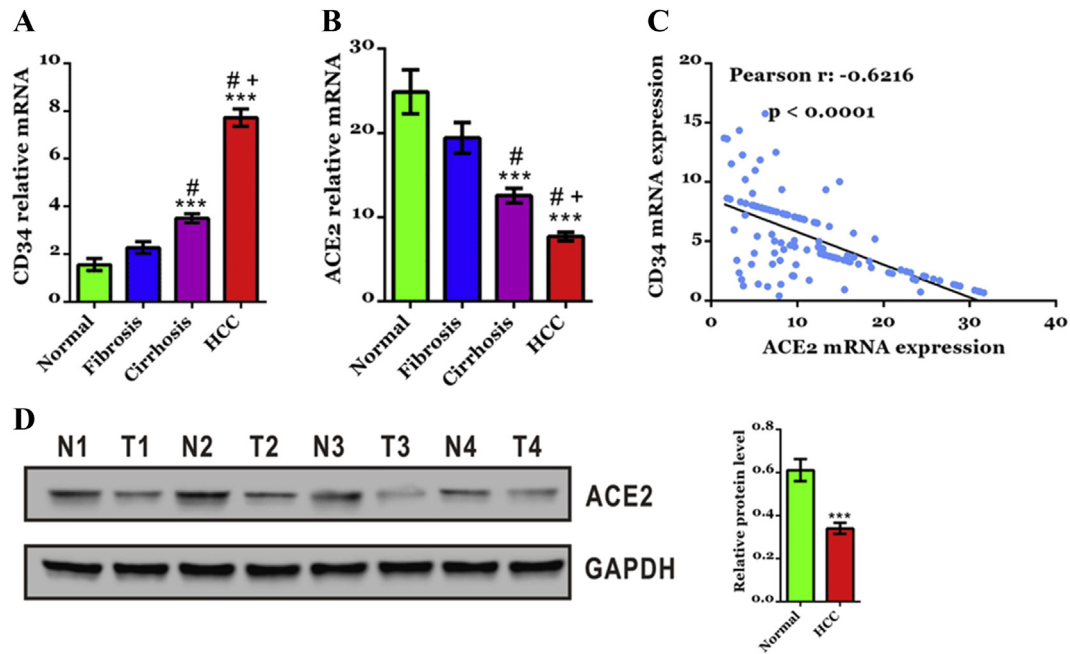 A
CD34 relative mRNA
10
8
6
4
2
0
#
***
# +
***
Normal
Fibrosis
Cirrhosis
HCC
B
ACE2 relative mRNA
30
20
10
0
#
***
# +
***
Normal
Fibrosis
Cirrhosis
HCC
C
CD34 mRNA expression
20
15
10
5
0
Pearson r: -0.6216
p < 0.0001
0 10 20 30 40
ACE2 mRNA expression
D
N1 T1 N2 T2 N3 T3 N4 T4
ACE2
GAPDH
Relative protein level
0.8
0.6
0.4
0.2
0.0
***
Normal
HCC